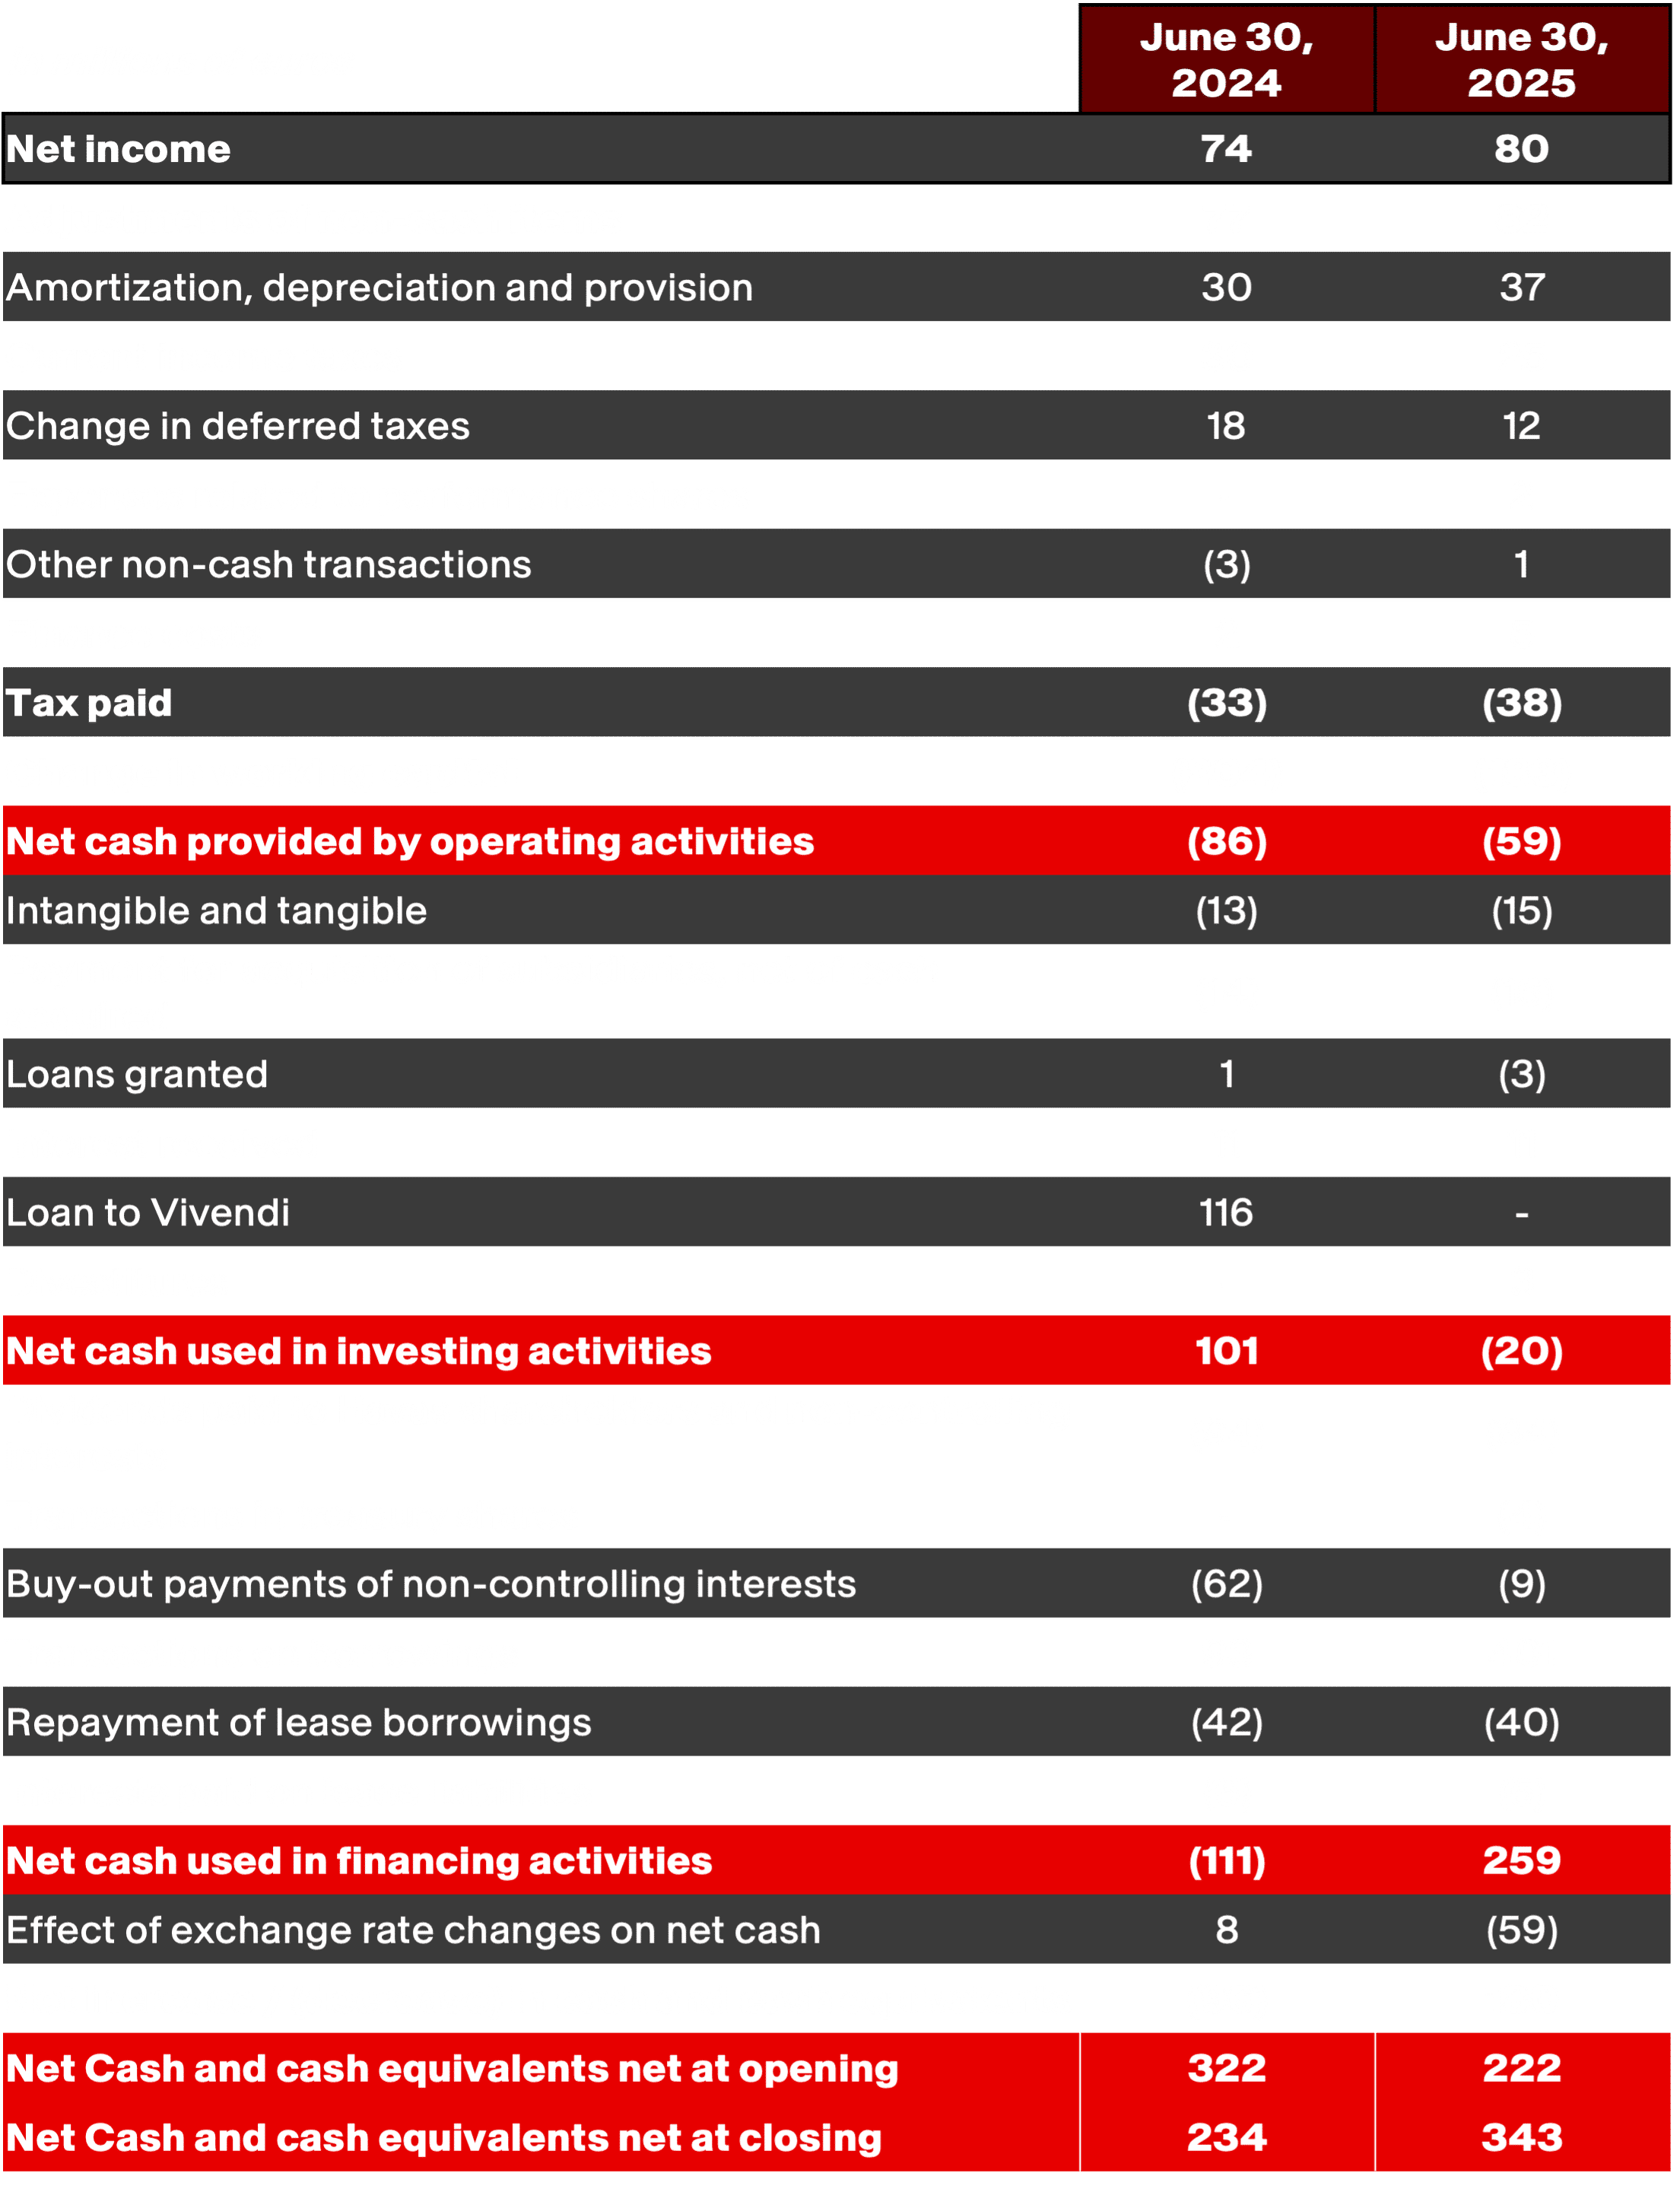 June 30, 2024 June 30, 2025
Net income 74 80
Amortization, depreciation and provision 30 37
Change in deferred taxes 18 12
Other non-cash transactions (3) 1
Tax paid (33) (38)
Net cash provided by operating activities (86) (59)
Intangible and tangible (13) (15)
Loans granted 1 (3)
Loan to Vivendi 116 -
Net cash used in investing activities 101 (20)
Buy-out payments of non-controlling interests (62) (9)
Repayment of lease borrowings (42) (40)
Net cash used in financing activities (111) 259
Effect of exchange rate changes on net cash 8 (59)
Net Cash and cash equivalents net at opening 322 222
Net Cash and cash equivalents net at closing 234 343